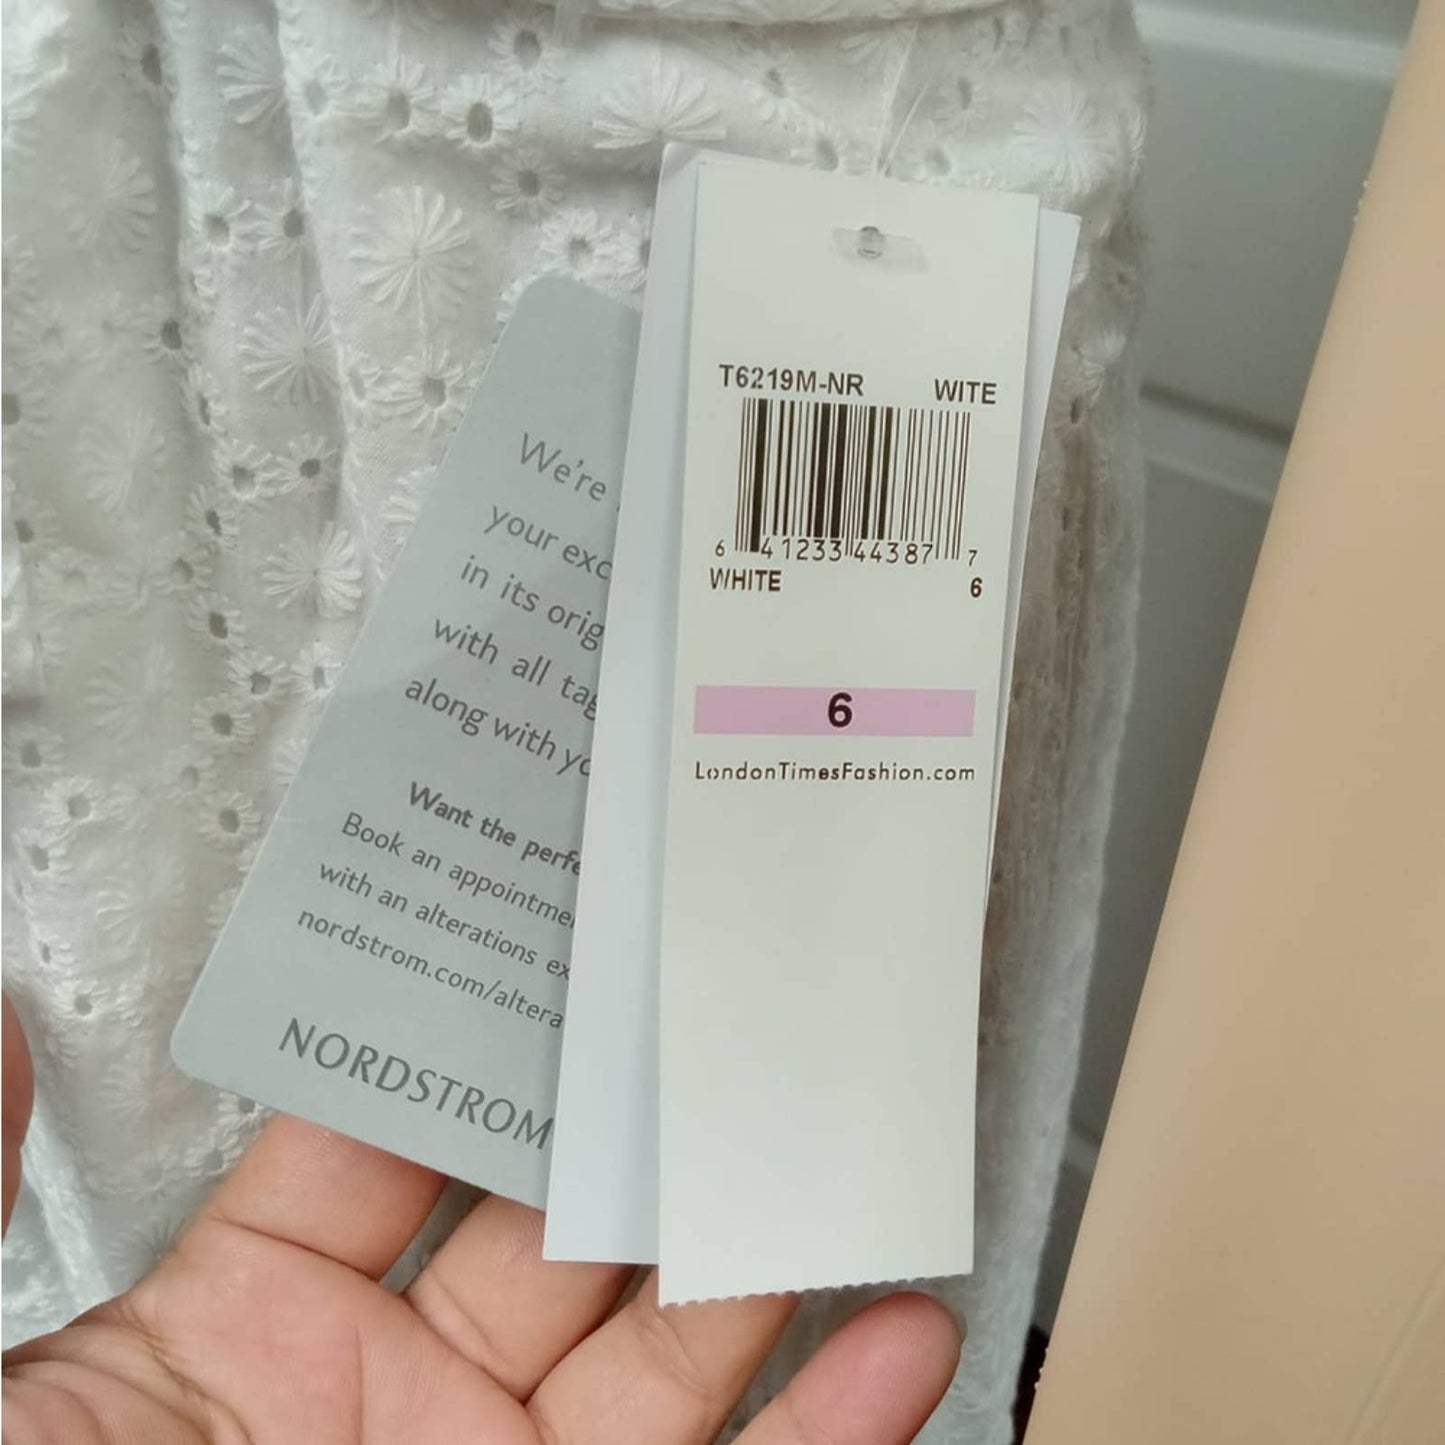 We're
your exc
in its orig
with all tag
along with yo
Want the perfe
Book an appointme
with an alterations ex
nordstrom.com/altera
NORDSTROM
T6219M-NR WITE
6 41233 44387 7
WHITE 6
6
LondonTimesFashion.com